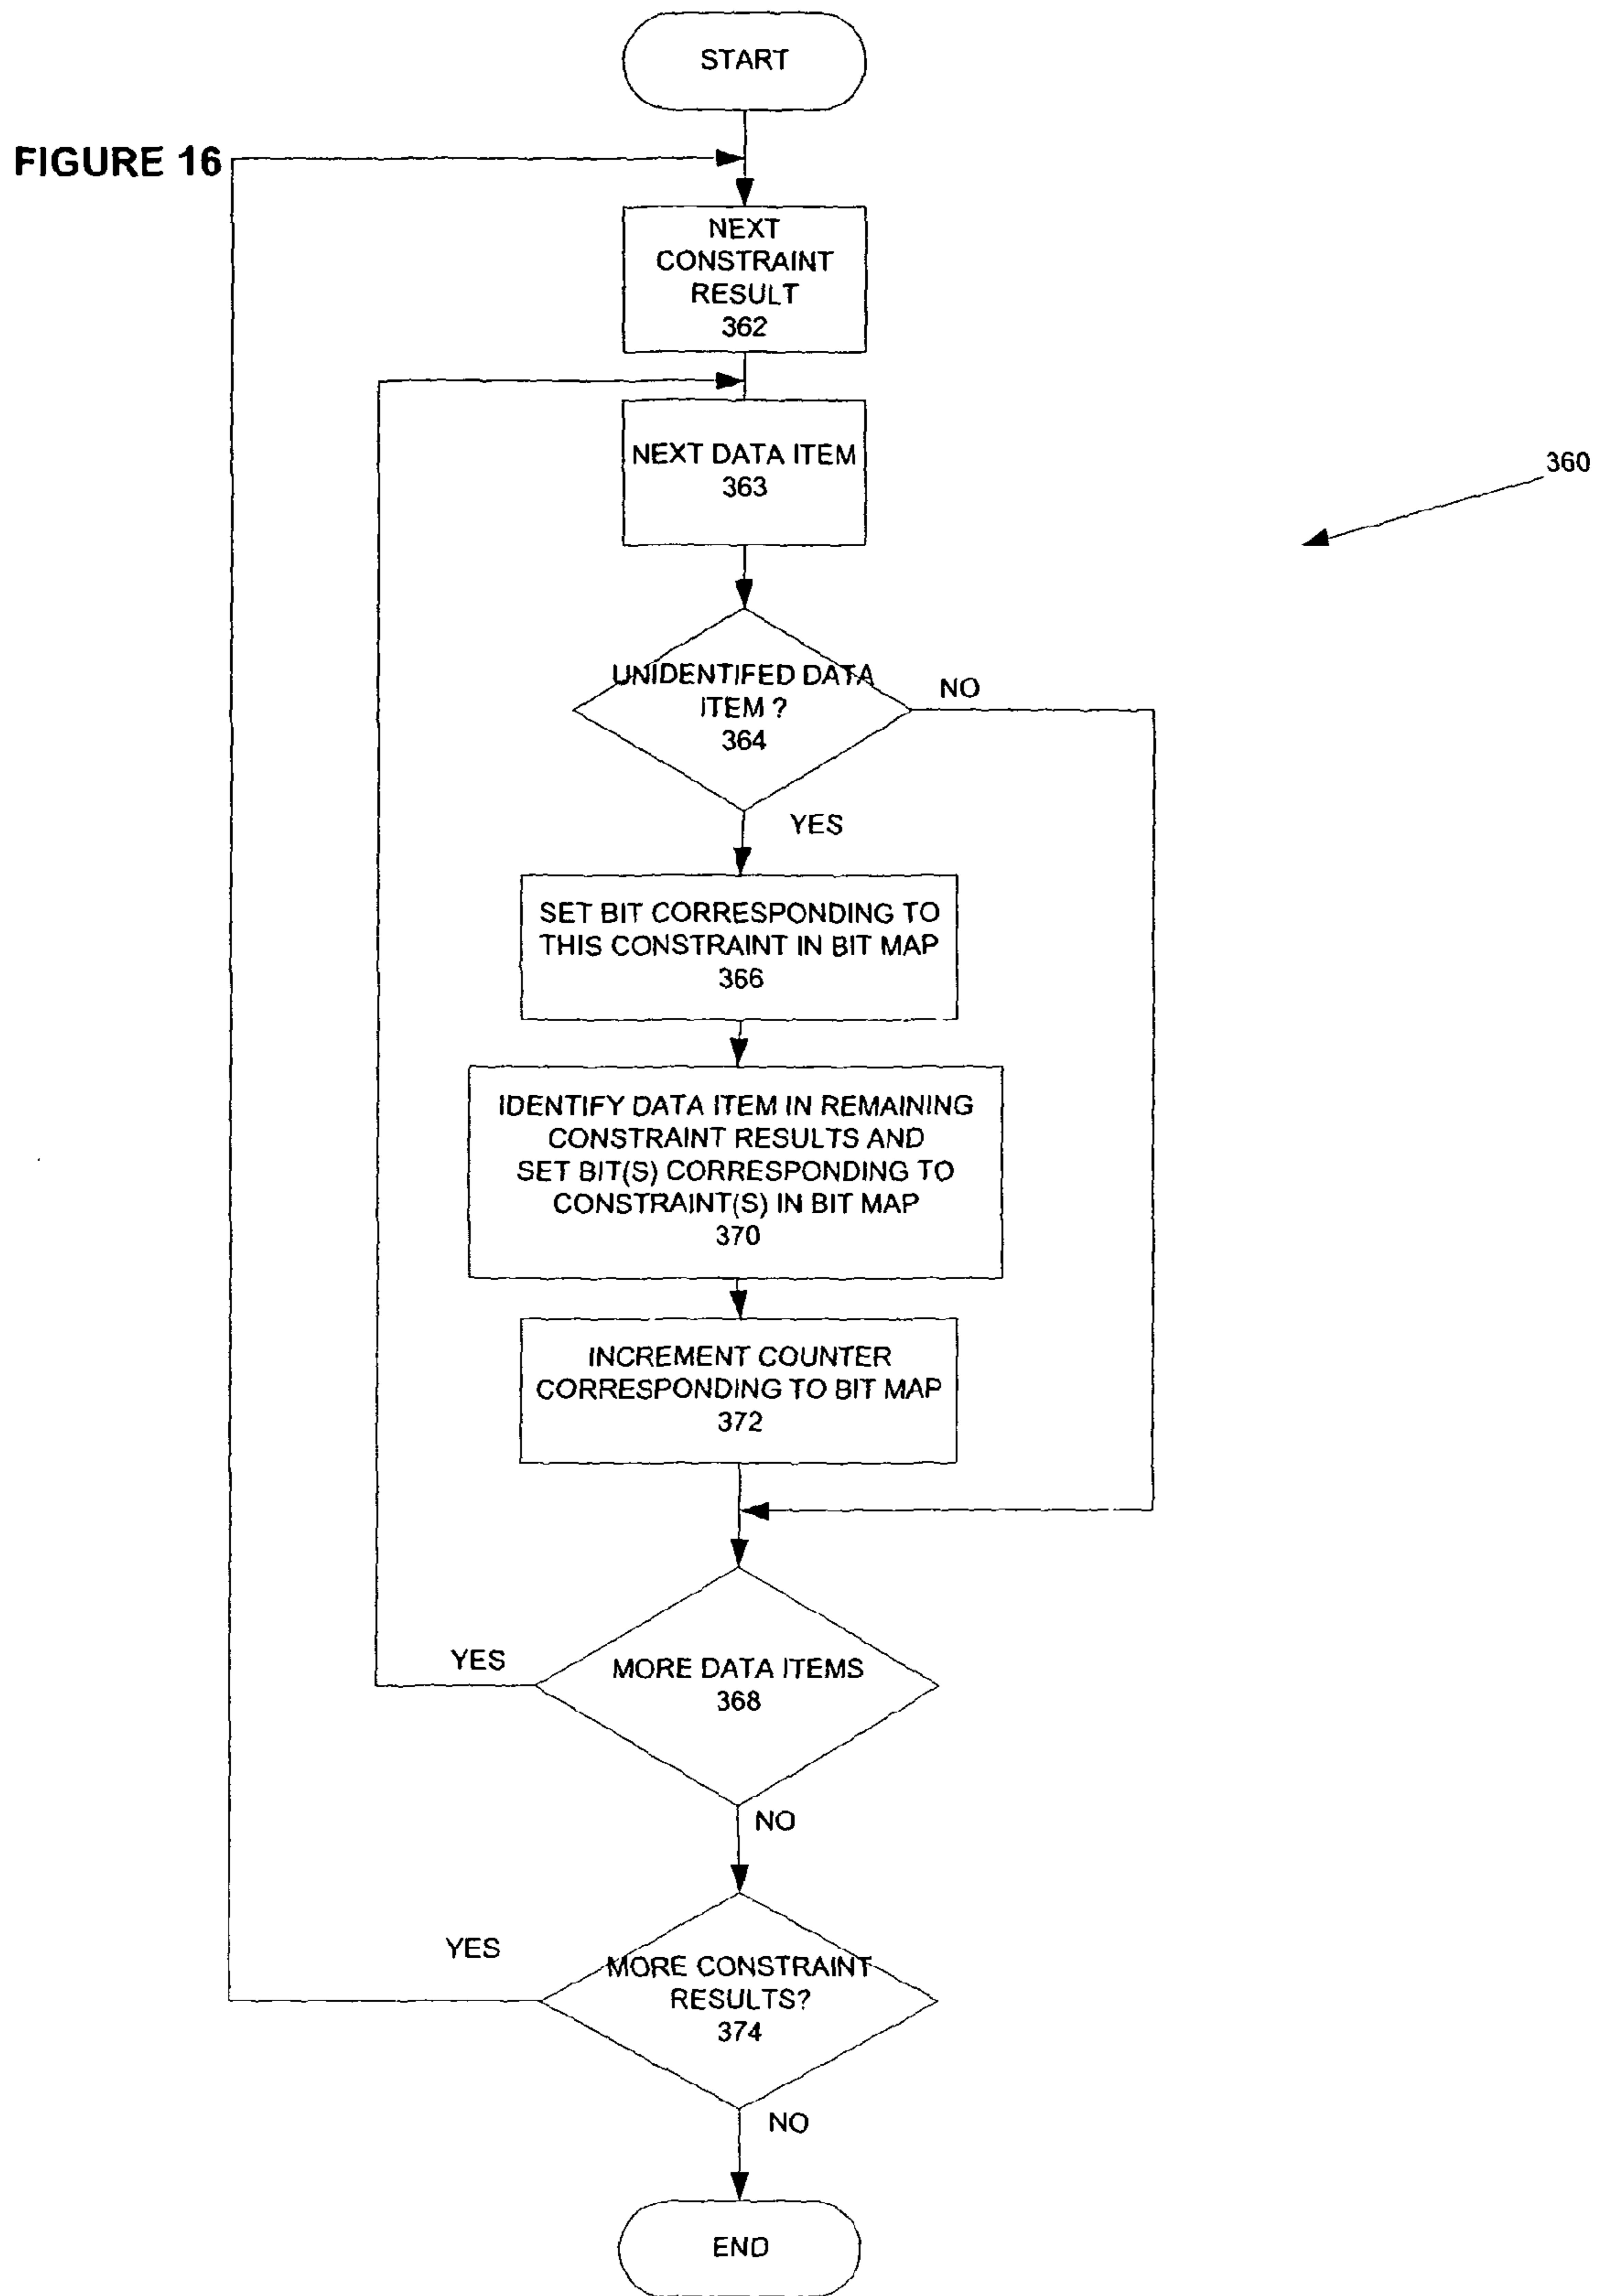 START
FIGURE 16
NEXT
CONSTRAINT
RESULT
362
NEXT DATA ITEM
363
360
UNIDENTIFED DATA
ITEM ?
364
NO
YES
SET BIT CORRESPONDING TO
THIS CONSTRAINT IN BIT MAP
366
IDENTIFY DATA ITEM IN REMAINING
CONSTRAINT RESULTS AND
SET BIT(S) CORRESPONDING TO
CONSTRAINT(S) IN BIT MAP
370
INCREMENT COUNTER
CORRESPONDING TO BIT MAP
372
YES
MORE DATA ITEMS
368
NO
YES
MORE CONSTRAINT
RESULTS?
374
NO
END